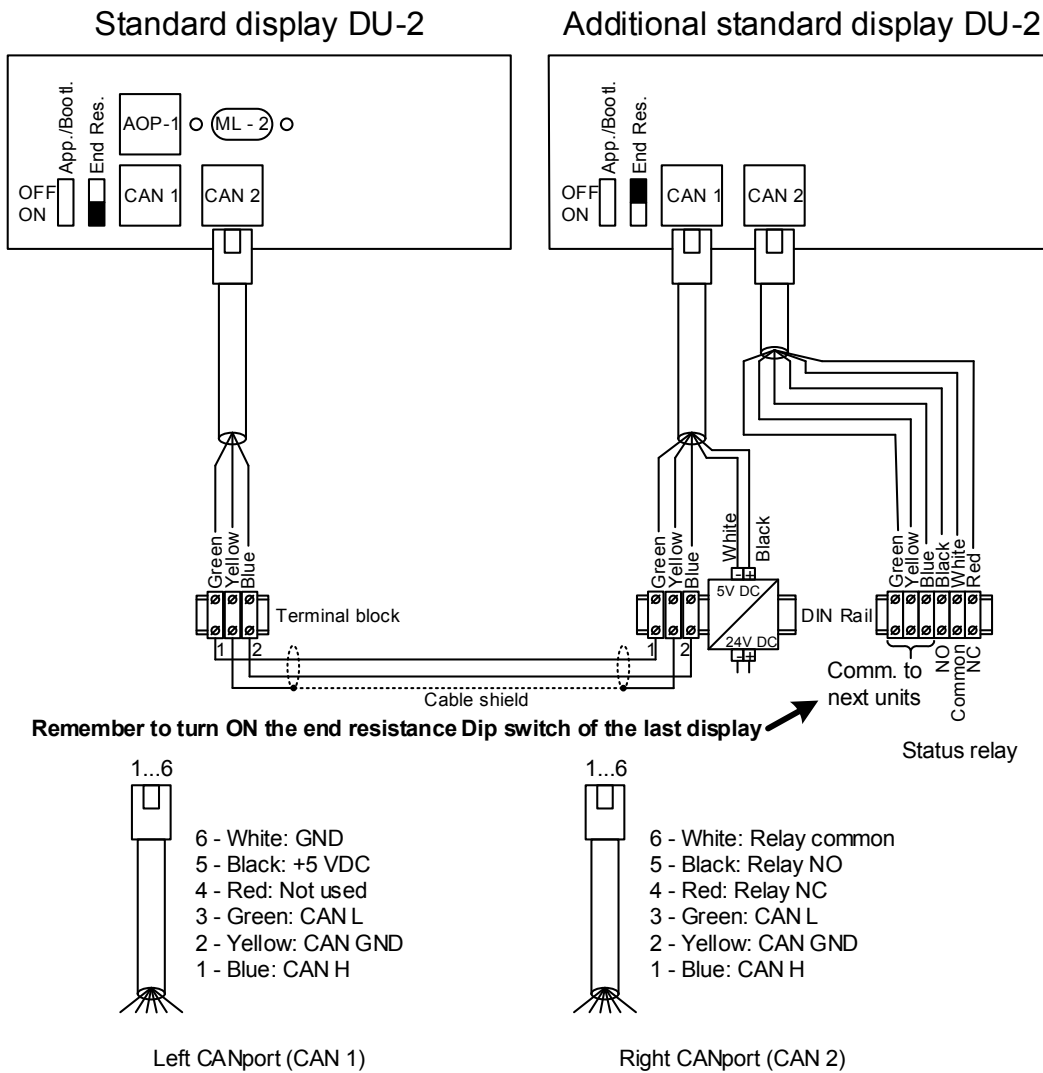 Standard display DU-2
Additional standard display DU-2
App./Bootl.
End Res.
AOP-1
ML - 2
OFF
ON
CAN 1
CAN 2
App./Bootl.
End Res.
OFF
ON
CAN 1
CAN 2
Green
Yellow
Blue
Terminal block
1
2
Green
Yellow
Blue
White
Black
- +
5V DC
24V DC
- +
1
2
DIN Rail
Green
Yellow
Blue
Black
White
Red
NO
Common
NC
Comm. to
next units
Status relay
Cable shield
Remember to turn ON the end resistance Dip switch of the last display
1...6
6 - White: GND
5 - Black: +5 VDC
4 - Red: Not used
3 - Green: CAN L
2 - Yellow: CAN GND
1 - Blue: CAN H
Left CANport (CAN 1)
1...6
6 - White: Relay common
5 - Black: Relay NO
4 - Red: Relay NC
3 - Green: CAN L
2 - Yellow: CAN GND
1 - Blue: CAN H
Right CANport (CAN 2)